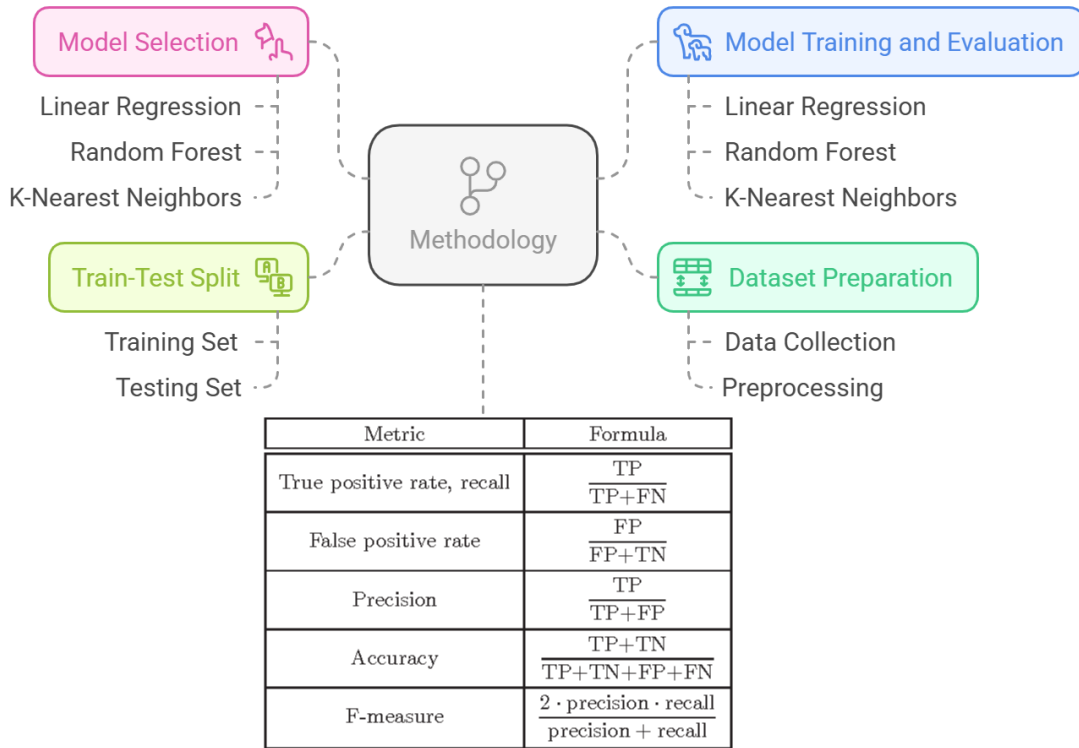 Model Selection
Linear Regression
Random Forest
K-Nearest Neighbors
Train-Test Split
A
B
Training Set
Testing Set
Methodology
Model Training and Evaluation
Linear Regression
Random Forest
K-Nearest Neighbors
Dataset Preparation
Data Collection
Preprocessing
Metric Formula
True positive rate, recall TP / TP+FN
False positive rate FP / FP+TN
Precision TP / TP+FP
Accuracy TP+TN / TP+TN+FP+FN
F-measure 2 · precision · recall / precision + recall